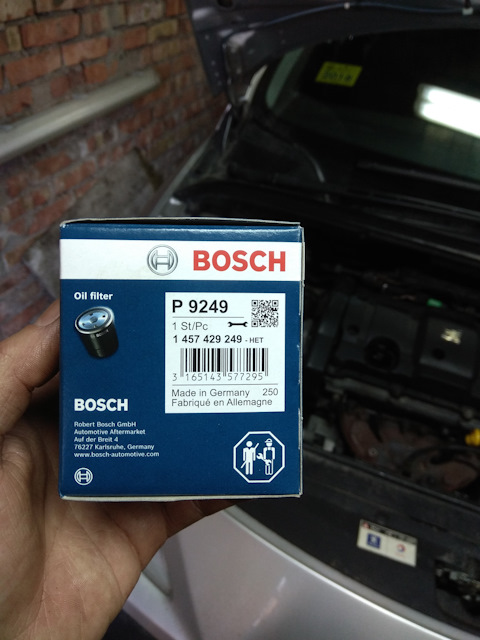 2016
BOSCH
Oil filter
P 9249
1 St/Pc
1 457 429 249 - HET
3 165143 577295
Made in Germany 250
Fabriqué en Allemagne
BOSCH
Robert Bosch GmbH
Automotive Aftermarket
Auf der Breit 4
76227 Karlsruhe, Germany
www.bosch-automotive.com